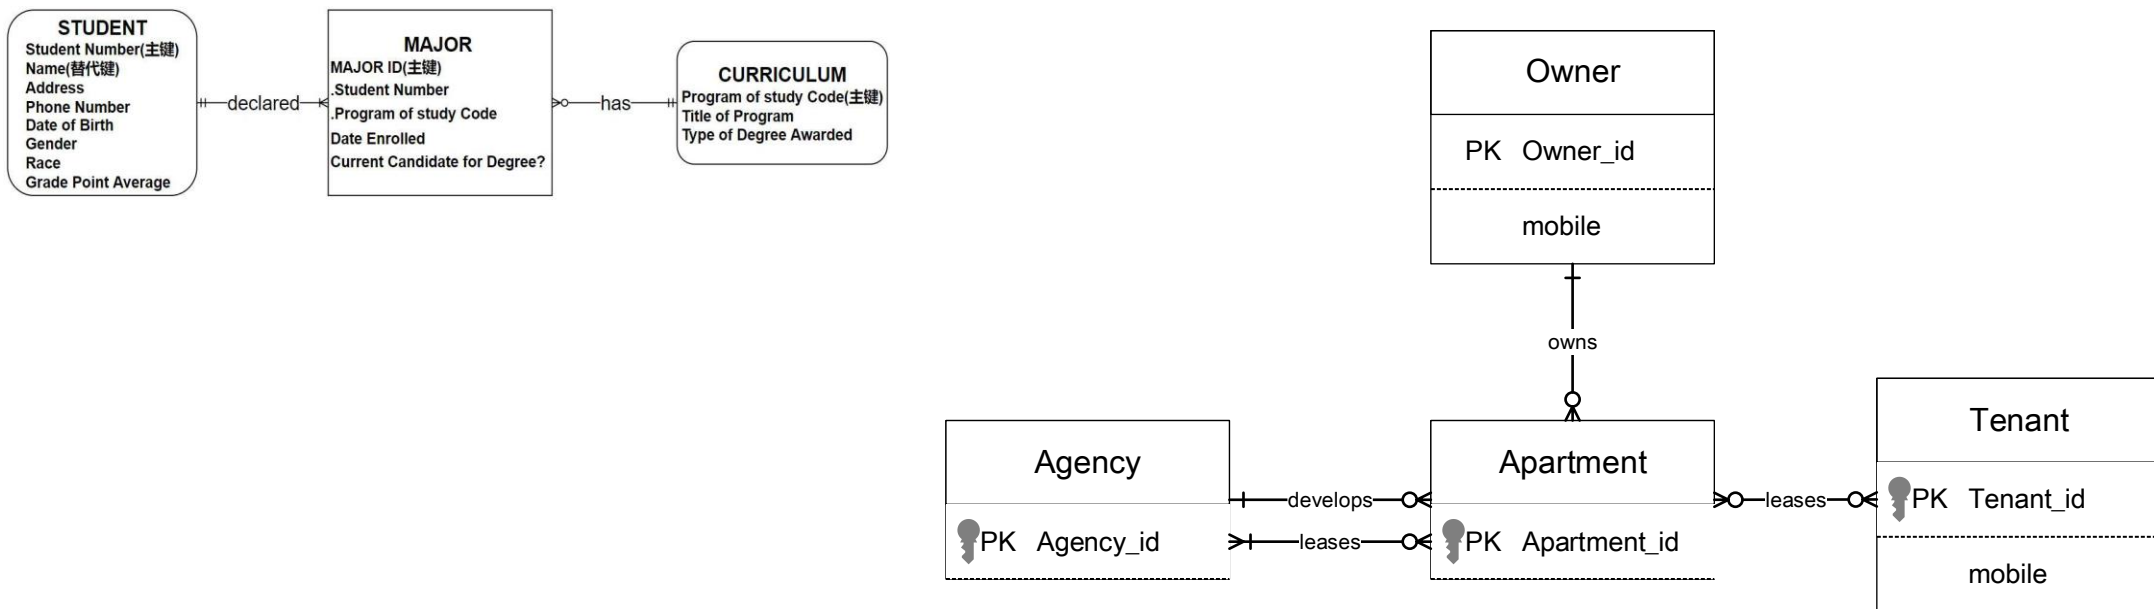 STUDENT
Student Number(主键)
Name(替代键)
Address
Phone Number
Date of Birth
Gender
Race
Grade Point Average
declared
MAJOR
MAJOR ID(主键)
.Student Number
.Program of study Code
Date Enrolled
Current Candidate for Degree?
has
CURRICULUM
Program of study Code(主键)
Title of Program
Type of Degree Awarded
Owner
PK Owner_id
mobile
owns
Agency
PK Agency_id
develops
leases
Apartment
PK Apartment_id
leases
Tenant
PK Tenant_id
mobile